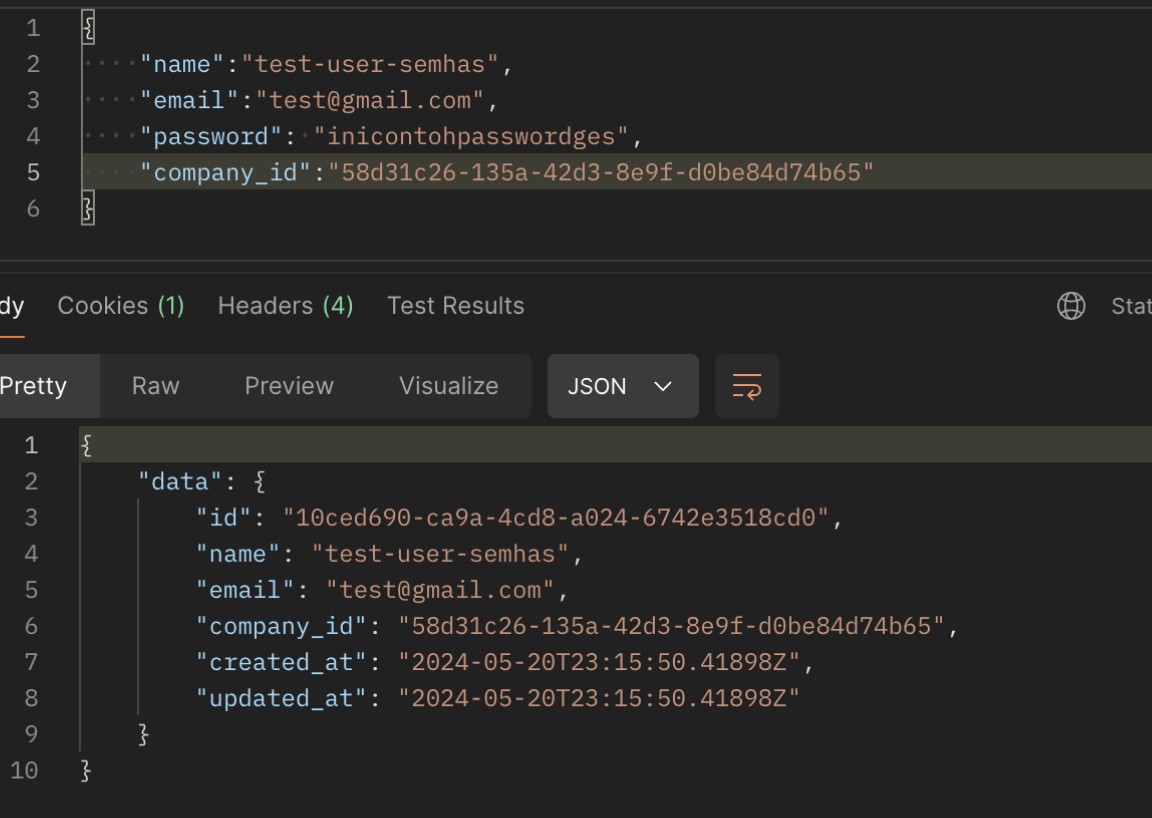 1 {
2 "name":"test-user-semhas",
3 "email":"test@gmail.com",
4 "password": "inicontohpasswordges",
5 "company_id":"58d31c26-135a-42d3-8e9f-d0be84d74b65"
6 }
dy Cookies (1) Headers (4) Test Results Stat
Pretty Raw Preview Visualize JSON
1 {
2 "data": {
3 "id": "10ced690-ca9a-4cd8-a024-6742e3518cd0",
4 "name": "test-user-semhas",
5 "email": "test@gmail.com",
6 "company_id": "58d31c26-135a-42d3-8e9f-d0be84d74b65",
7 "created_at": "2024-05-20T23:15:50.41898Z",
8 "updated_at": "2024-05-20T23:15:50.41898Z"
9 }
10 }